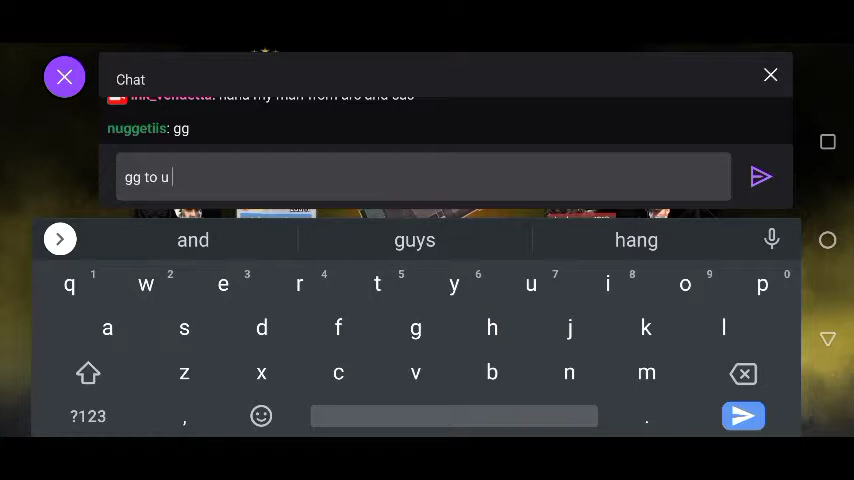 Chat
ink_vendetta:
nuggetiis: gg
gg to u
and guys hang
q 1 w 2 e 3 r 4 t 5 y 6 u 7 i 8 o 9 p 0
a s d f g h j k l
z x c v b n m
?123 , .